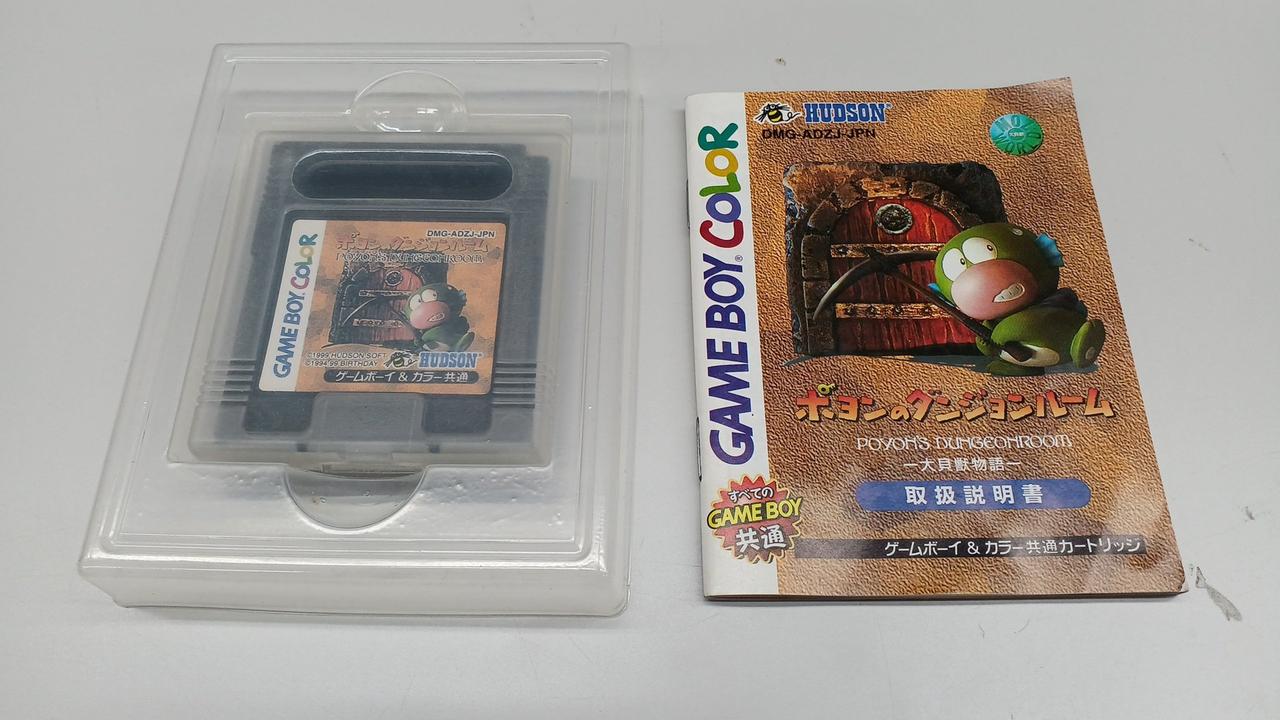 DMG-ADZJ-JPN
ポヨンのダンジョンルーム
POYON'S DUNGEONROOM
GAME BOY COLOR
©1999 HUDSON SOFT
BIRTHDAY
HUDSON
ゲームボーイ & カラー共通
HUDSON
DMG-ADZJ-JPN
WORLD
GAME BOY COLOR
ポヨンのダンジョンルーム
POYON'S DUNGEONROOM
ー大貝獣物語ー
取扱説明書
すべての
GAME BOY
共通
ゲームボーイ & カラー共通カートリッジ